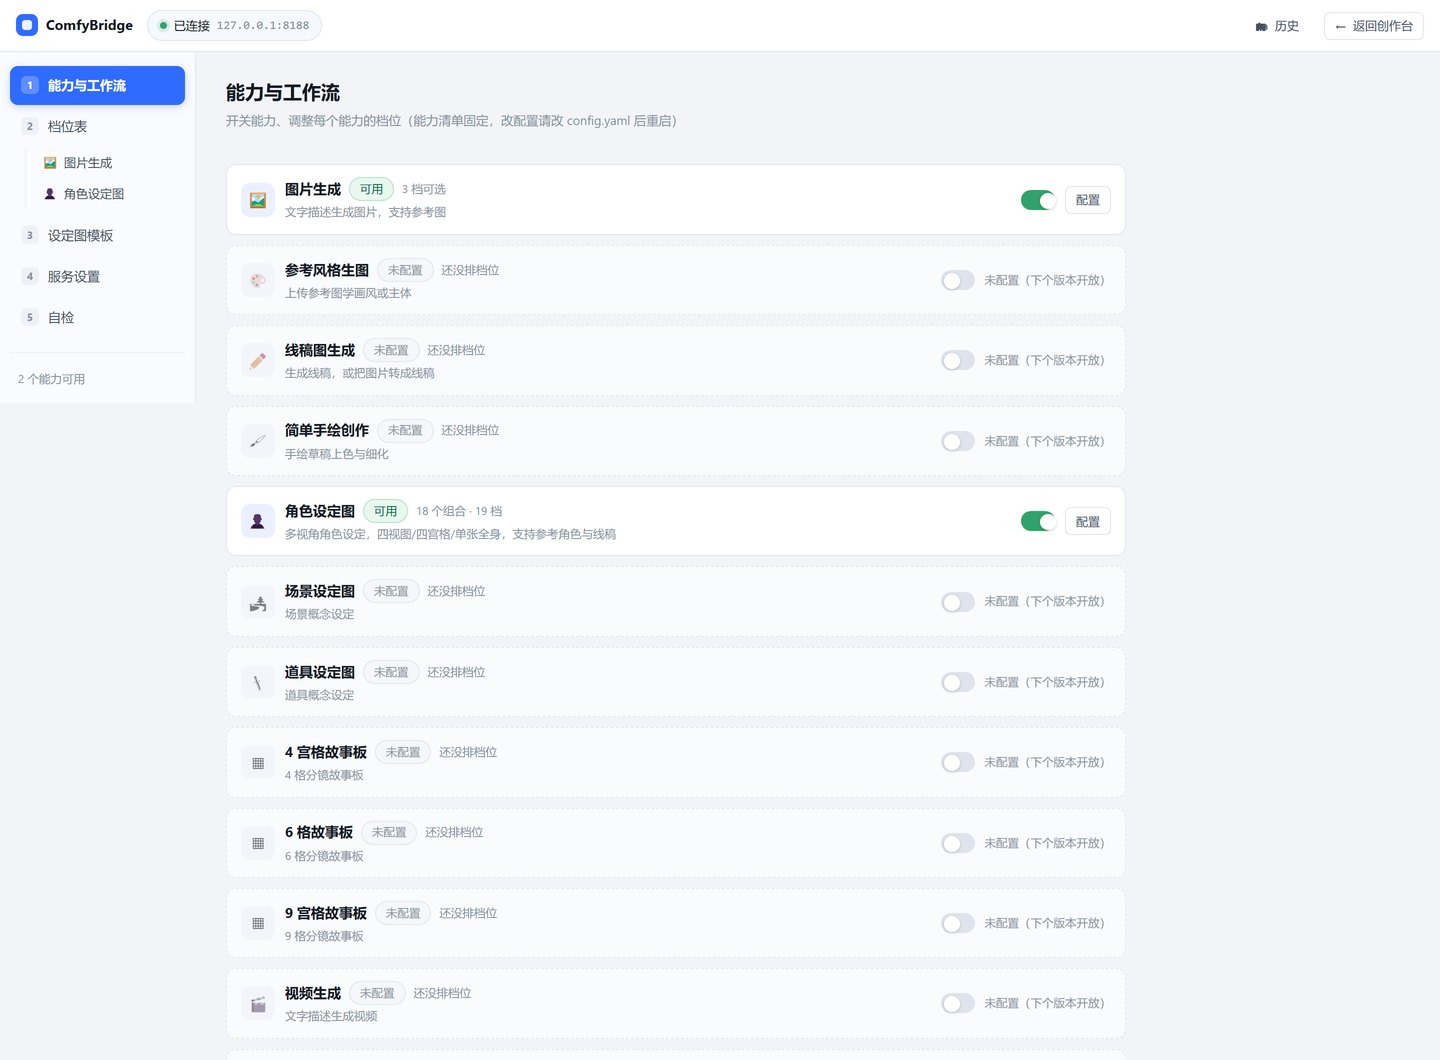 ComfyBridge
已连接 127.0.0.1:8188
历史
← 返回创作台
1 能力与工作流
2 档位表
图片生成
角色设定图
3 设定图模板
4 服务设置
5 自检
2 个能力可用
能力与工作流
开关能力、调整每个能力的档位（能力清单固定，改配置请改 config.yaml 后重启）
图片生成 可用 3 档可选
文字描述生成图片，支持参考图
配置
参考风格生图 未配置 还没排档位
上传参考图学画风或主体
未配置（下个版本开放）
线稿图生成 未配置 还没排档位
生成线稿，或把图片转成线稿
未配置（下个版本开放）
简单手绘创作 未配置 还没排档位
手绘草稿上色与细化
未配置（下个版本开放）
角色设定图 可用 18 个组合 · 19 档
多视角角色设定，四视图/四宫格/单张全身，支持参考角色与线稿
配置
场景设定图 未配置 还没排档位
场景概念设定
未配置（下个版本开放）
道具设定图 未配置 还没排档位
道具概念设定
未配置（下个版本开放）
4 宫格故事板 未配置 还没排档位
4 格分镜故事板
未配置（下个版本开放）
6 格故事板 未配置 还没排档位
6 格分镜故事板
未配置（下个版本开放）
9 宫格故事板 未配置 还没排档位
9 格分镜故事板
未配置（下个版本开放）
视频生成 未配置 还没排档位
文字描述生成视频
未配置（下个版本开放）